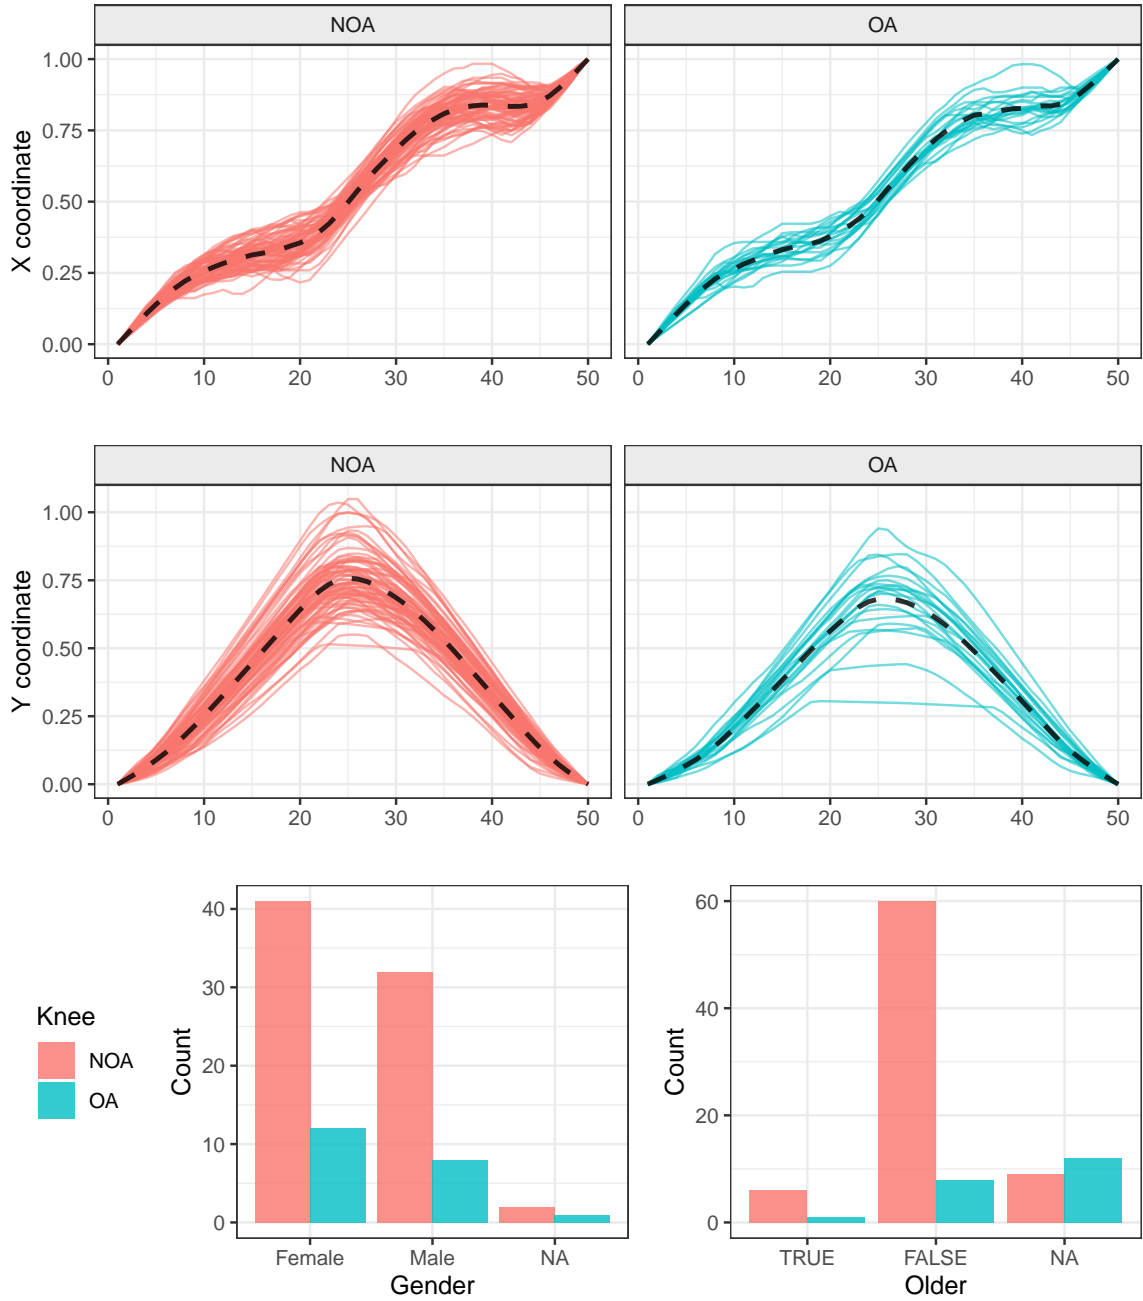 NOA OA
X coordinate
1.00
0.75
0.50
0.25
0.00
0 10 20 30 40 50 0 10 20 30 40 50
NOA OA
Y coordinate
1.00
0.75
0.50
0.25
0.00
0 10 20 30 40 50 0 10 20 30 40 50
Knee
NOA
OA
Count
40
30
20
10
0
Female Male NA
Gender
Count
60
40
20
0
TRUE FALSE NA
Older